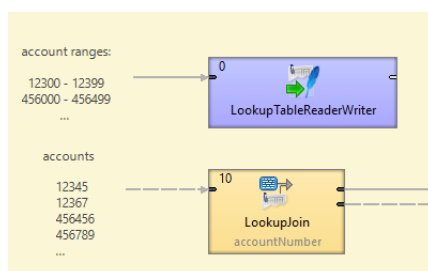 account ranges:
12300 - 12399
456000 - 456499
...
0
LookupTableReaderWriter
accounts
12345
12367
456456
456789
...
10
LookupJoin
accountNumber